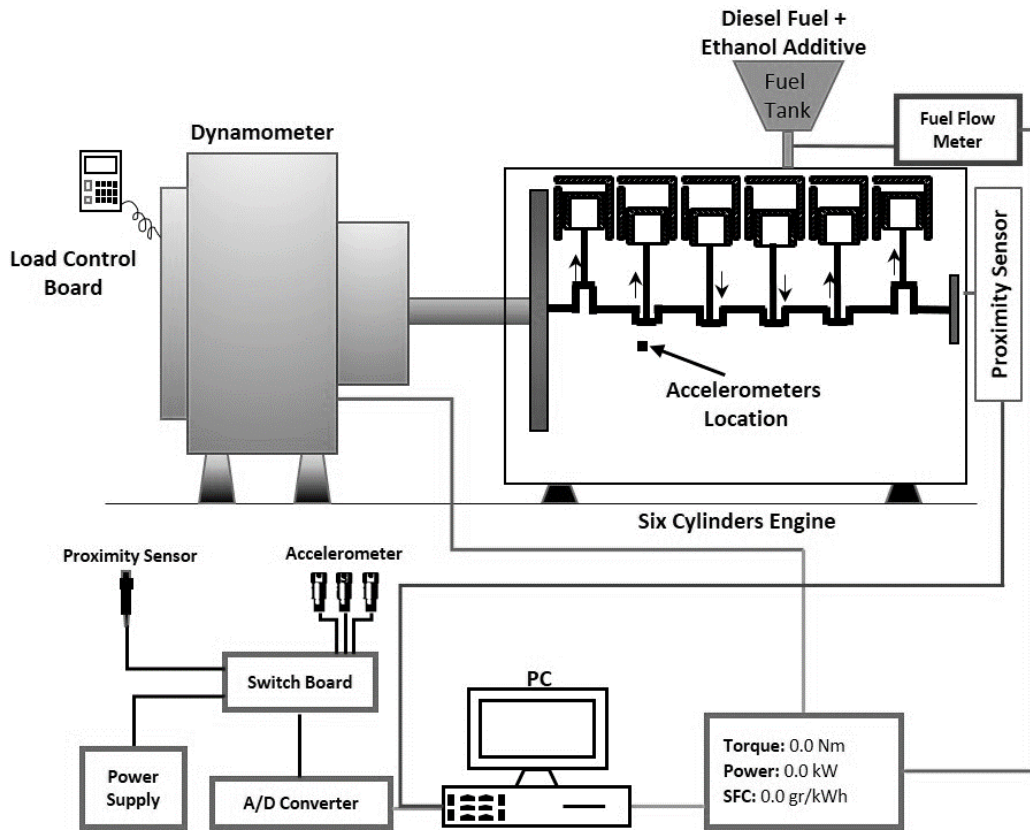 Diesel Fuel +
Ethanol Additive
Fuel
Tank
Fuel Flow
Meter
Dynamometer
Load Control
Board
Proximity Sensor
Accelerometers
Location
Six Cylinders Engine
Proximity Sensor
Accelerometer
Switch Board
PC
Power
Supply
A/D Converter
Torque: 0.0 Nm
Power: 0.0 kW
SFC: 0.0 gr/kWh